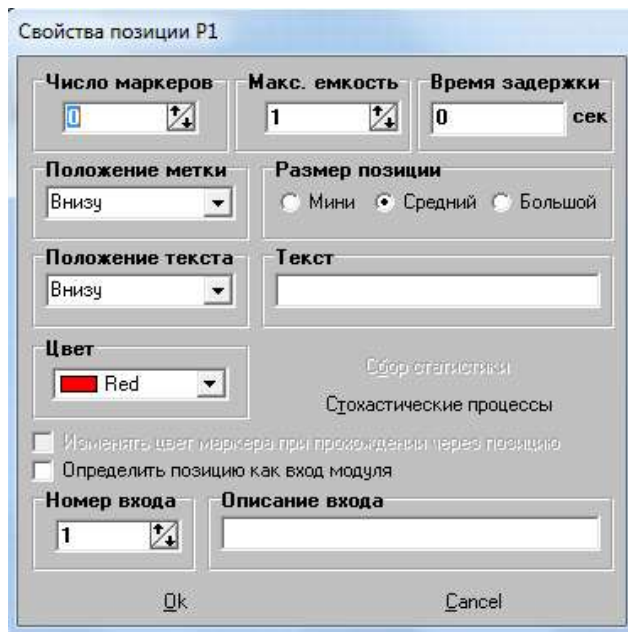 Свойства позиции P1
Число маркеров Макс. емкость Время задержки
0 1 0 сек
Положение метки Размер позиции
Внизу Мини Средний Большой
Положение текста Текст
Внизу
Цвет
Red
Сбор статистики
Стохастические процессы
Изменять цвет маркера при прохождении через позицию
Определить позицию как вход модуля
Номер входа Описание входа
1
Ok Cancel